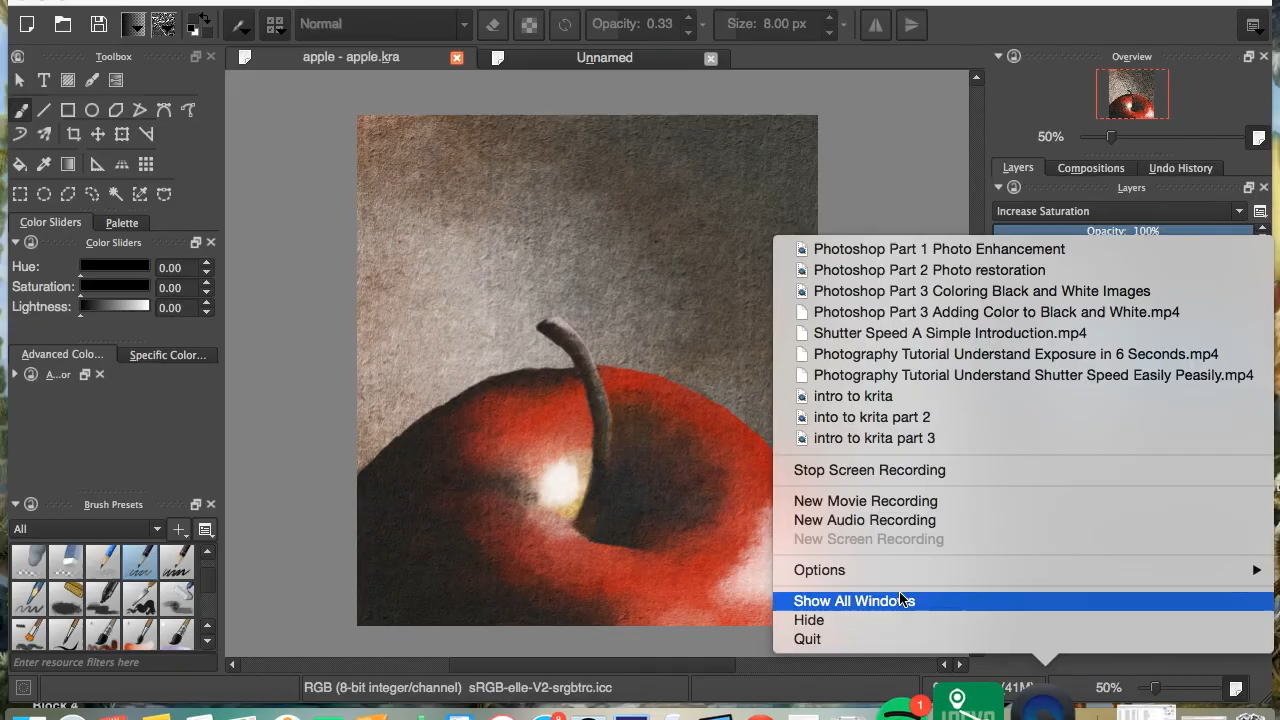 Normal
Opacity: 0.33
Size: 8.00 px
Toolbox
apple - apple.kra
Unnamed
Overview
50%
Layers
Compositions
Undo History
Layers
Increase Saturation
Opacity: 100%
Color Sliders
Palette
Color Sliders
Hue:
0.00
Saturation:
0.00
Lightness:
0.00
Advanced Colo...
Specific Color...
A...or
Brush Presets
All
Enter resource filters here
Photoshop Part 1 Photo Enhancement
Photoshop Part 2 Photo restoration
Photoshop Part 3 Coloring Black and White Images
Photoshop Part 3 Adding Color to Black and White.mp4
Shutter Speed A Simple Introduction.mp4
Photography Tutorial Understand Exposure in 6 Seconds.mp4
Photography Tutorial Understand Shutter Speed Easily Peasily.mp4
intro to krita
into to krita part 2
intro to krita part 3
Stop Screen Recording
New Movie Recording
New Audio Recording
New Screen Recording
Options
Show All Windows
Hide
Quit
RGB (8-bit integer/channel) sRGB-elle-V2-srgbtrc.icc
50%
Block 4
1